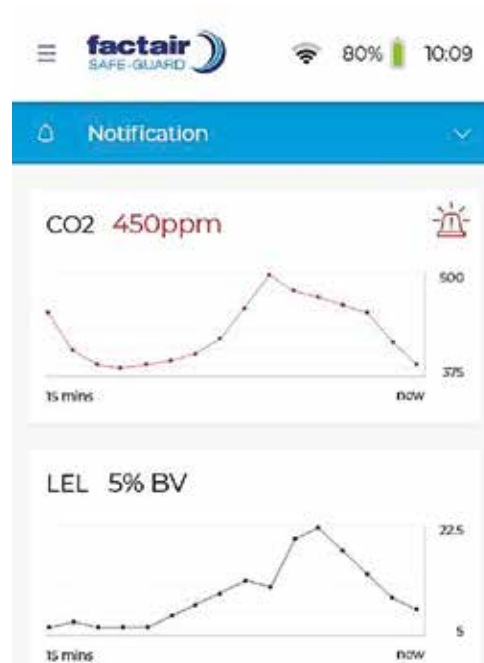 factair
SAFE-GUARD
80% 10:09
Notification
CO2 450ppm
500
375
15 mins now
LEL 5% BV
22.5
5
15 mins now